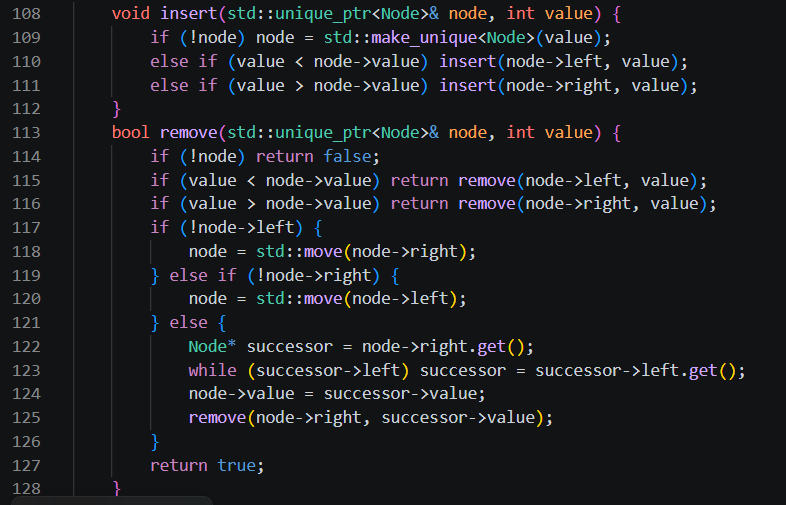 108 void insert(std::unique_ptr<Node>& node, int value) {
109 if (!node) node = std::make_unique<Node>(value);
110 else if (value < node->value) insert(node->left, value);
111 else if (value > node->value) insert(node->right, value);
112 }
113 bool remove(std::unique_ptr<Node>& node, int value) {
114 if (!node) return false;
115 if (value < node->value) return remove(node->left, value);
116 if (value > node->value) return remove(node->right, value);
117 if (!node->left) {
118 node = std::move(node->right);
119 } else if (!node->right) {
120 node = std::move(node->left);
121 } else {
122 Node* successor = node->right.get();
123 while (successor->left) successor = successor->left.get();
124 node->value = successor->value;
125 remove(node->right, successor->value);
126 }
127 return true;
128 }